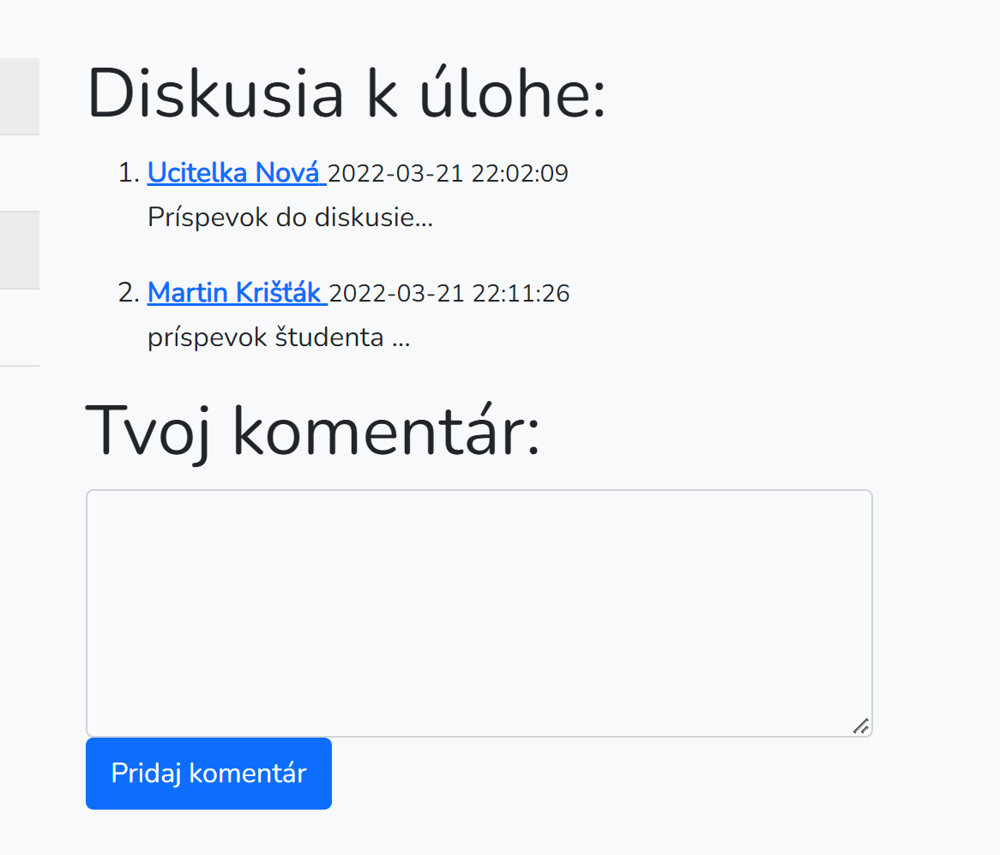 Diskusia k úlohe:
1. Ucitelka Nová 2022-03-21 22:02:09
Príspevok do diskusie...
2. Martin Krišťák 2022-03-21 22:11:26
príspevok študenta ...
Tvoj komentár:
Pridaj komentár